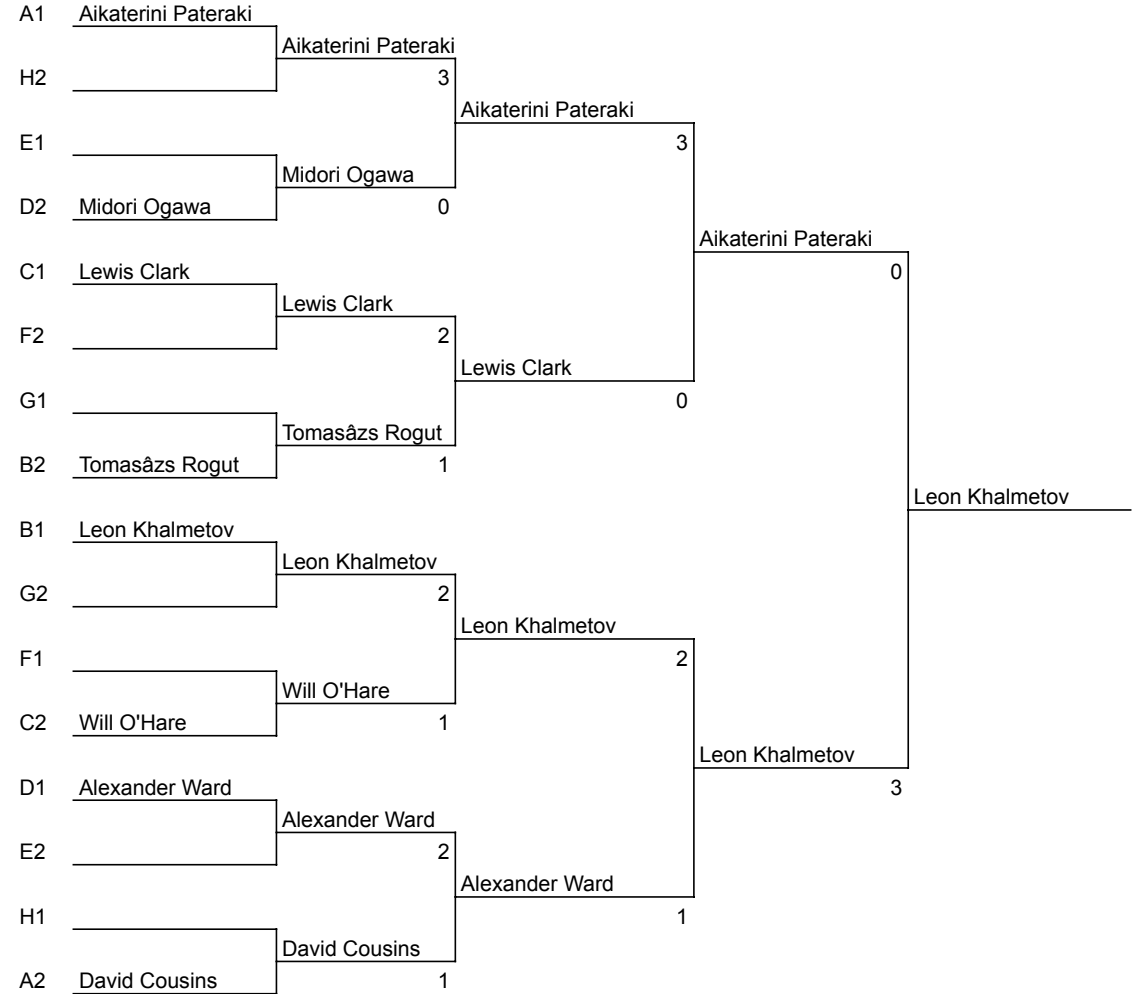 A1 Aikaterini Pateraki
Aikaterini Pateraki
H2 3
Aikaterini Pateraki
E1 3
Midori Ogawa
D2 Midori Ogawa 0
Aikaterini Pateraki
C1 Lewis Clark 0
Lewis Clark
F2 2
Lewis Clark
G1 0
Tomasâzs Rogut
B2 Tomasâzs Rogut 1
Leon Khalmetov
B1 Leon Khalmetov
Leon Khalmetov
G2 2
Leon Khalmetov
F1 2
Will O'Hare
C2 Will O'Hare 1
Leon Khalmetov
D1 Alexander Ward 3
Alexander Ward
E2 2
Alexander Ward
H1 1
David Cousins
A2 David Cousins 1